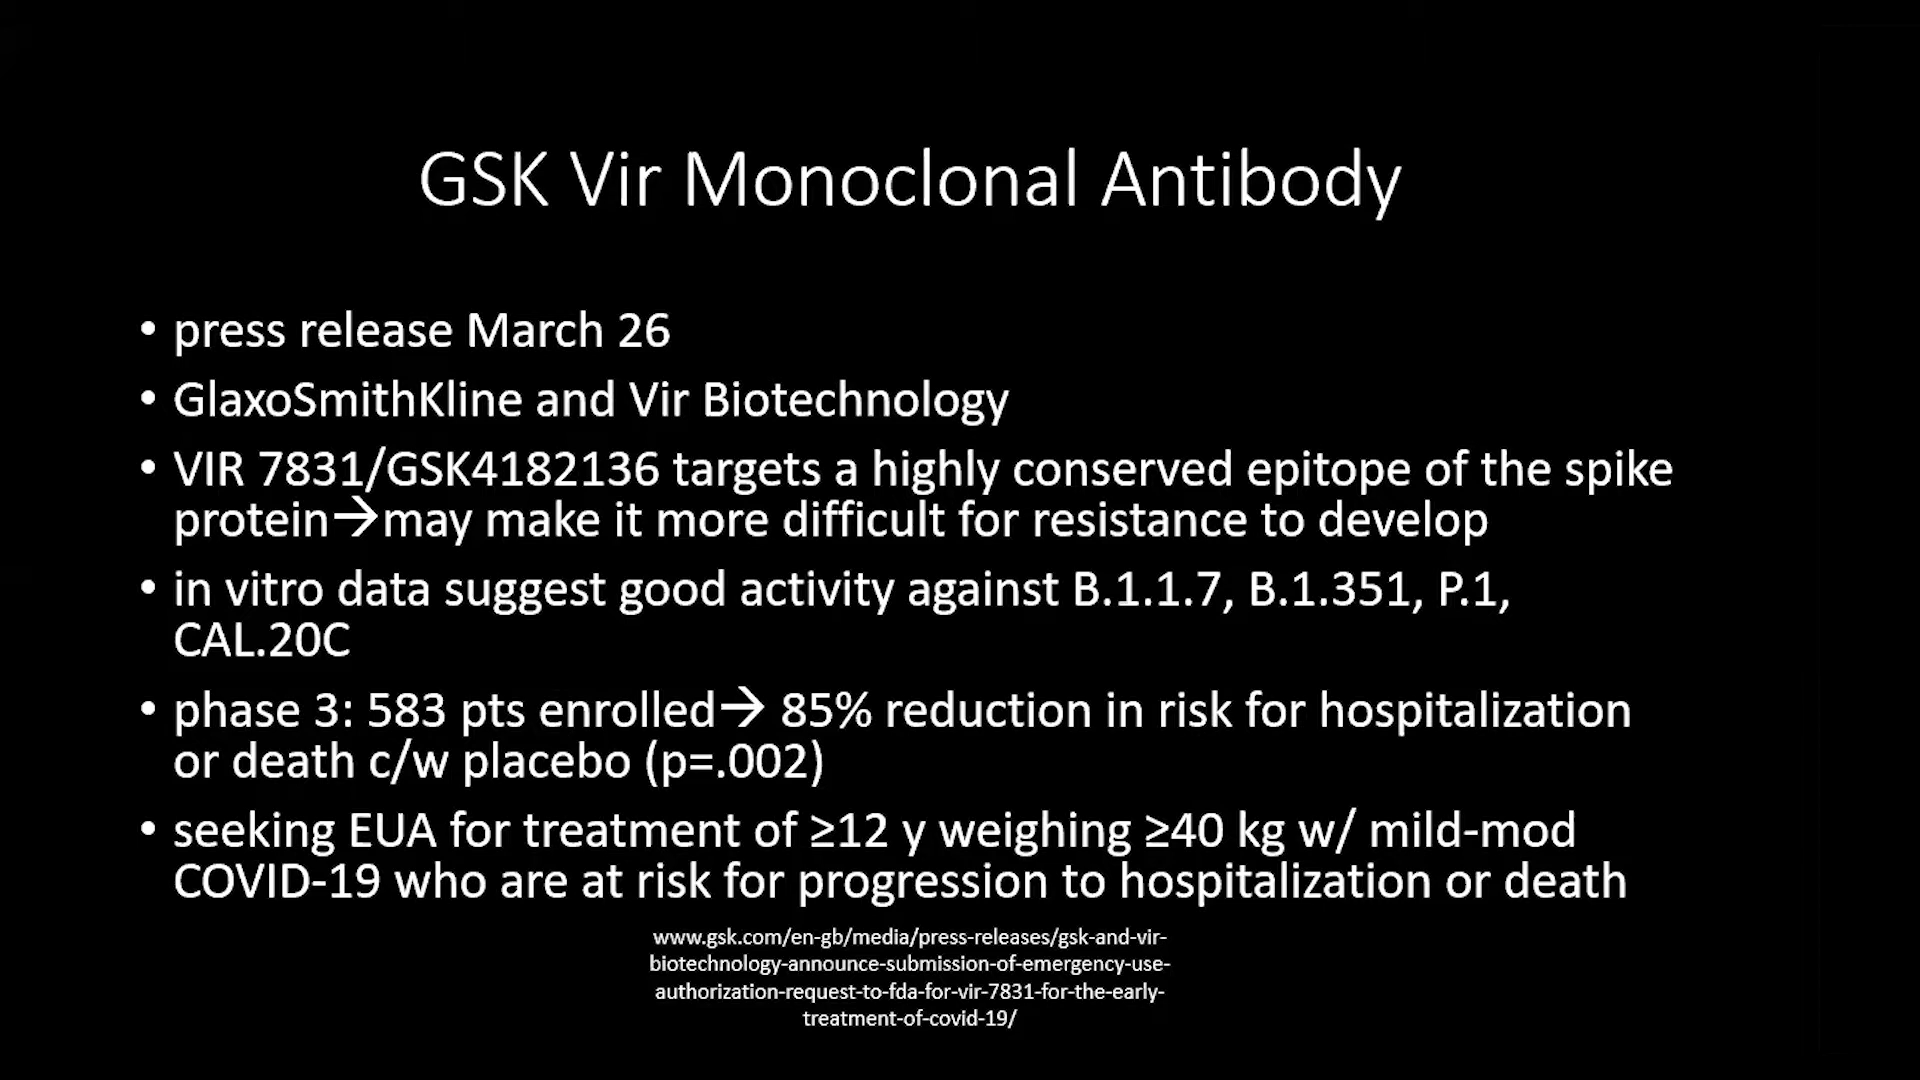 GSK Vir Monoclonal Antibody
• press release March 26
• GlaxoSmithKline and Vir Biotechnology
• VIR 7831/GSK4182136 targets a highly conserved epitope of the spike
protein→may make it more difficult for resistance to develop
• in vitro data suggest good activity against B.1.1.7, B.1.351, P.1,
CAL.20C
• phase 3: 583 pts enrolled→ 85% reduction in risk for hospitalization
or death c/w placebo (p=.002)
• seeking EUA for treatment of ≥12 y weighing ≥40 kg w/ mild-mod
COVID-19 who are at risk for progression to hospitalization or death
www.gsk.com/en-gb/media/press-releases/gsk-and-vir-
biotechnology-announce-submission-of-emergency-use-
authorization-request-to-fda-for-vir-7831-for-the-early-
treatment-of-covid-19/